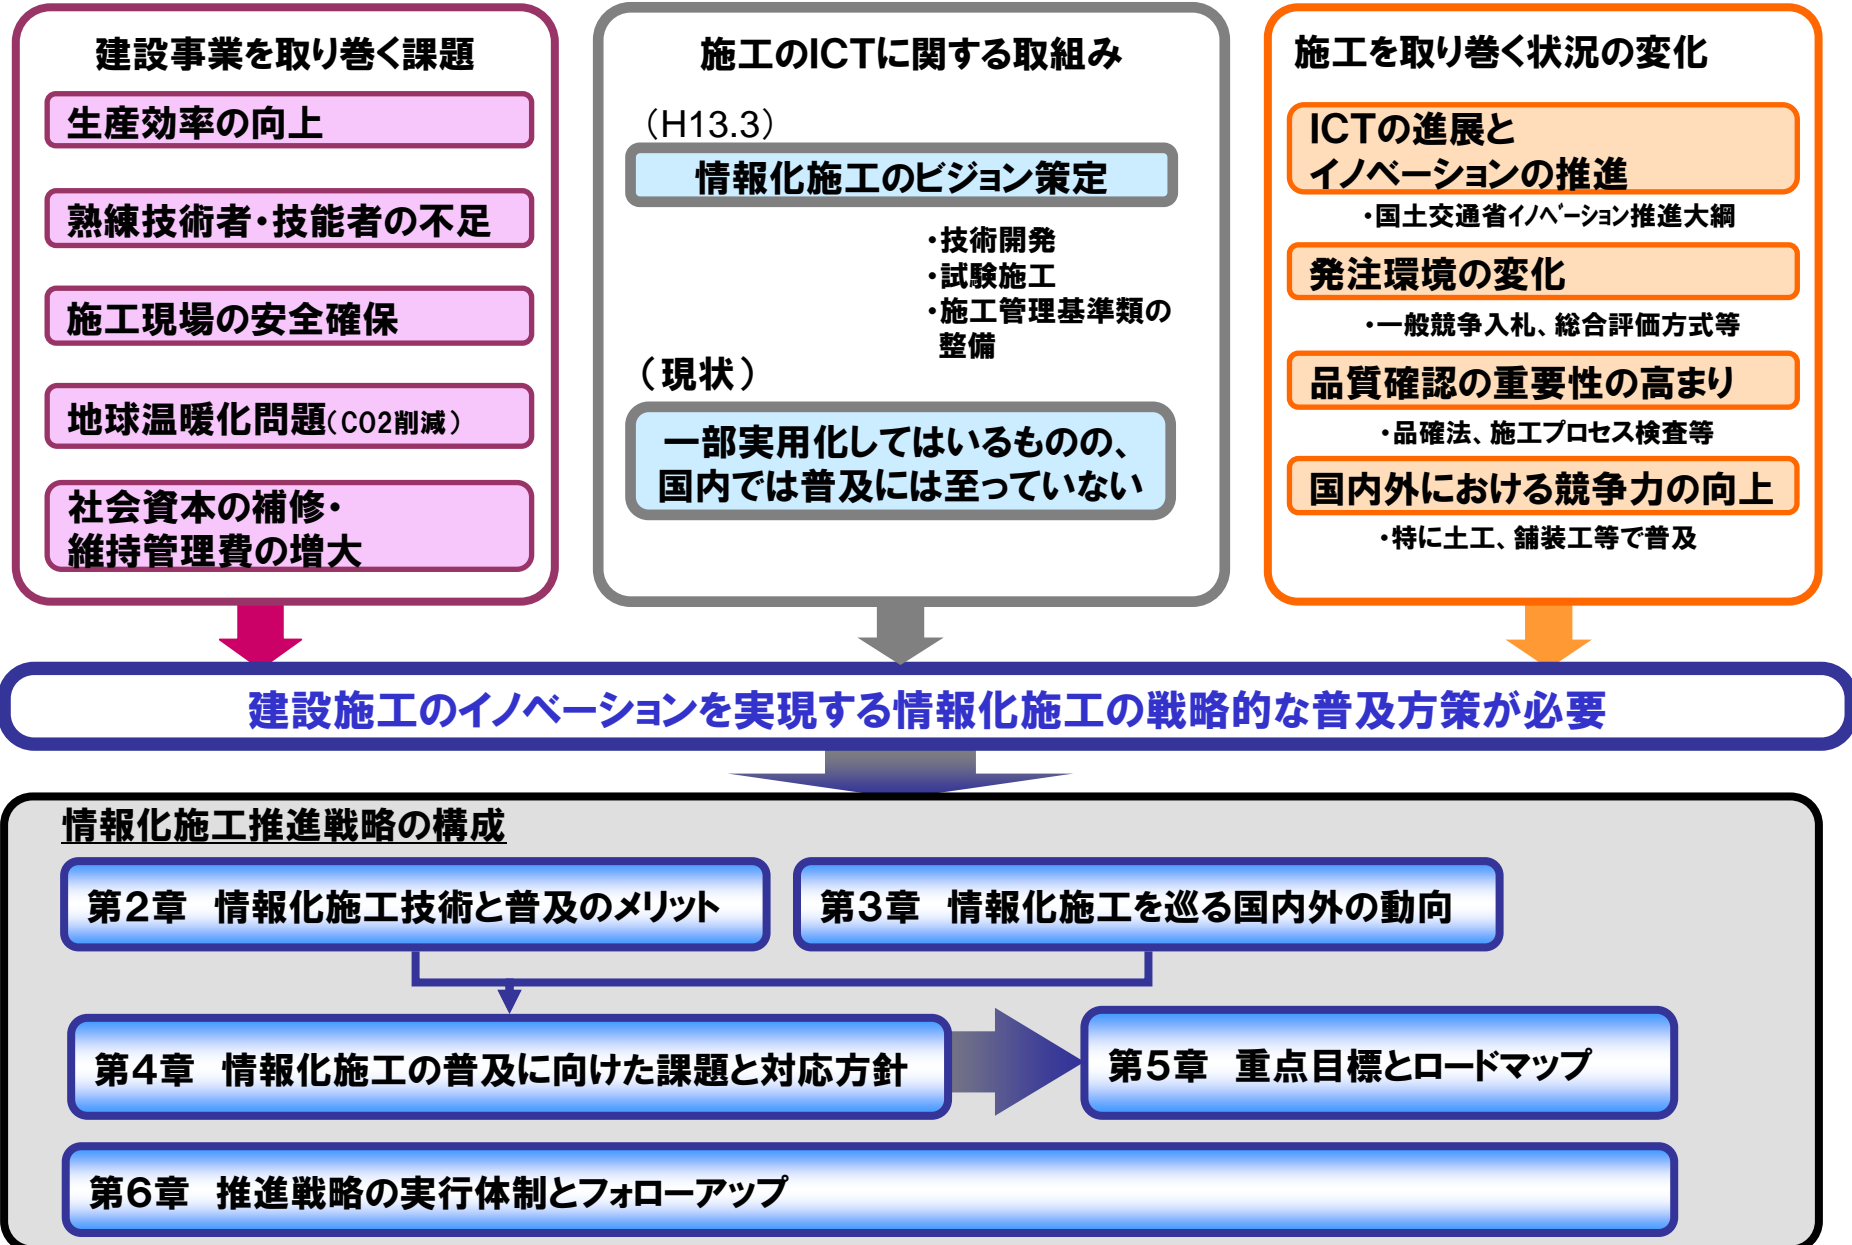 建設事業を取り巻く課題
生産効率の向上
熟練技術者・技能者の不足
施工現場の安全確保
地球温暖化問題(CO2削減)
社会資本の補修・
維持管理費の増大
施工のICTに関する取組み
(H13.3)
情報化施工のビジョン策定
・技術開発
・試験施工
・施工管理基準類の
整備
(現状)
一部実用化してはいるものの、
国内では普及には至っていない
施工を取り巻く状況の変化
ICTの進展と
イノベーションの推進
・国土交通省イノベーション推進大綱
発注環境の変化
・一般競争入札、総合評価方式等
品質確認の重要性の高まり
・品確法、施工プロセス検査等
国内外における競争力の向上
・特に土工、舗装工等で普及
建設施工のイノベーションを実現する情報化施工の戦略的な普及方策が必要
情報化施工推進戦略の構成
第2章 情報化施工技術と普及のメリット
第3章 情報化施工を巡る国内外の動向
第4章 情報化施工の普及に向けた課題と対応方針
第5章 重点目標とロードマップ
第6章 推進戦略の実行体制とフォローアップ